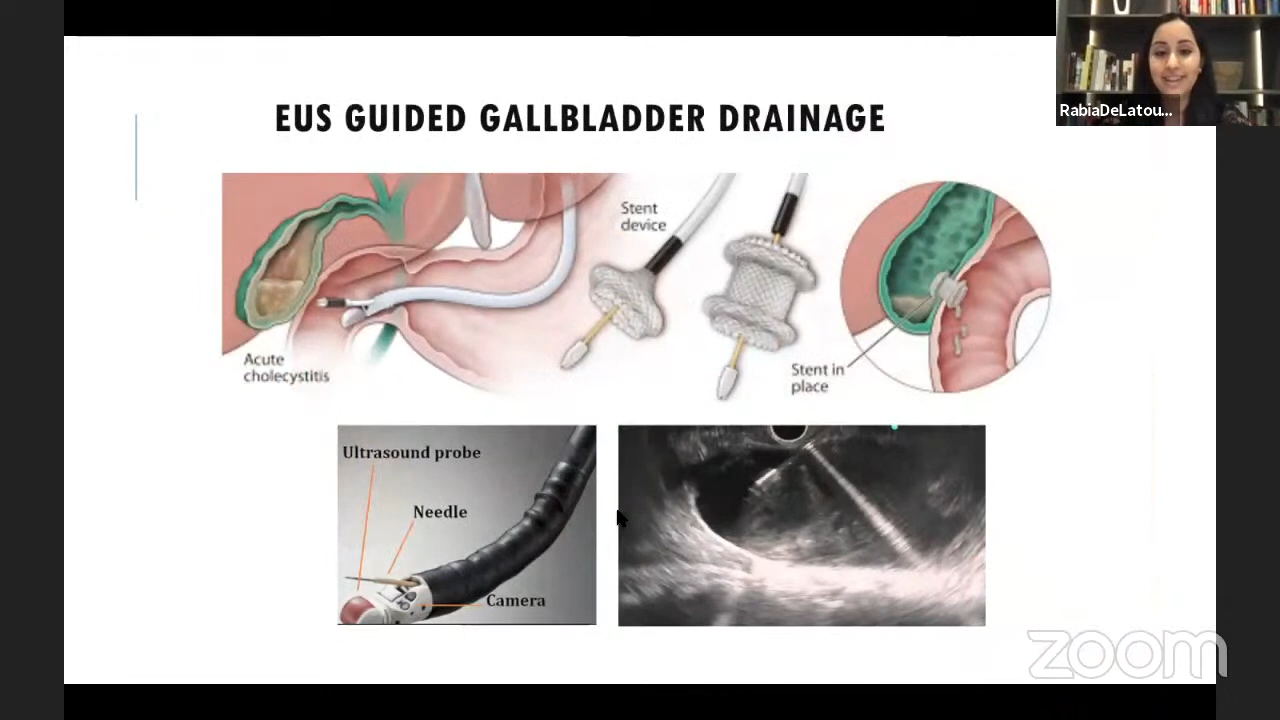 RabiaDeLatou...
EUS GUIDED GALLBLADDER DRAINAGE
Stent
device
Acute
cholecystitis
Stent in
place
Ultrasound probe
Needle
Camera
zoom